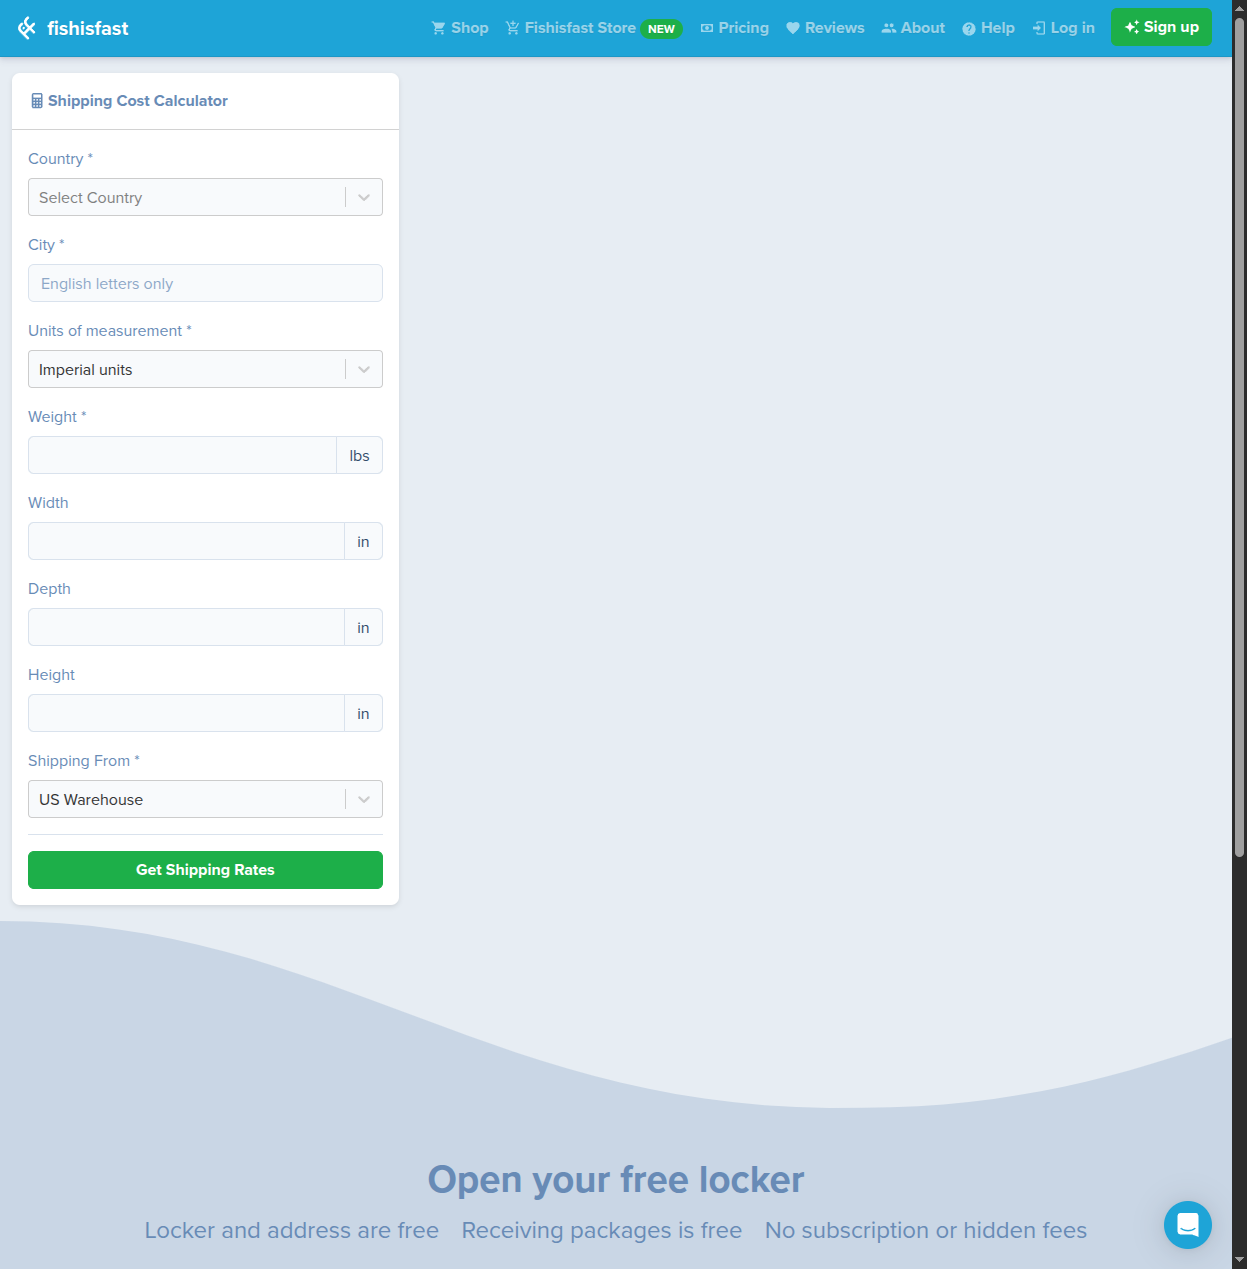 fishisfast
Shop
Fishisfast Store NEW
Pricing
Reviews
About
Help
Log in
Sign up
Shipping Cost Calculator
Country *
Select Country
City *
English letters only
Units of measurement *
Imperial units
Weight *
lbs
Width
in
Depth
in
Height
in
Shipping From *
US Warehouse
Get Shipping Rates
Open your free locker
Locker and address are free Receiving packages is free No subscription or hidden fees